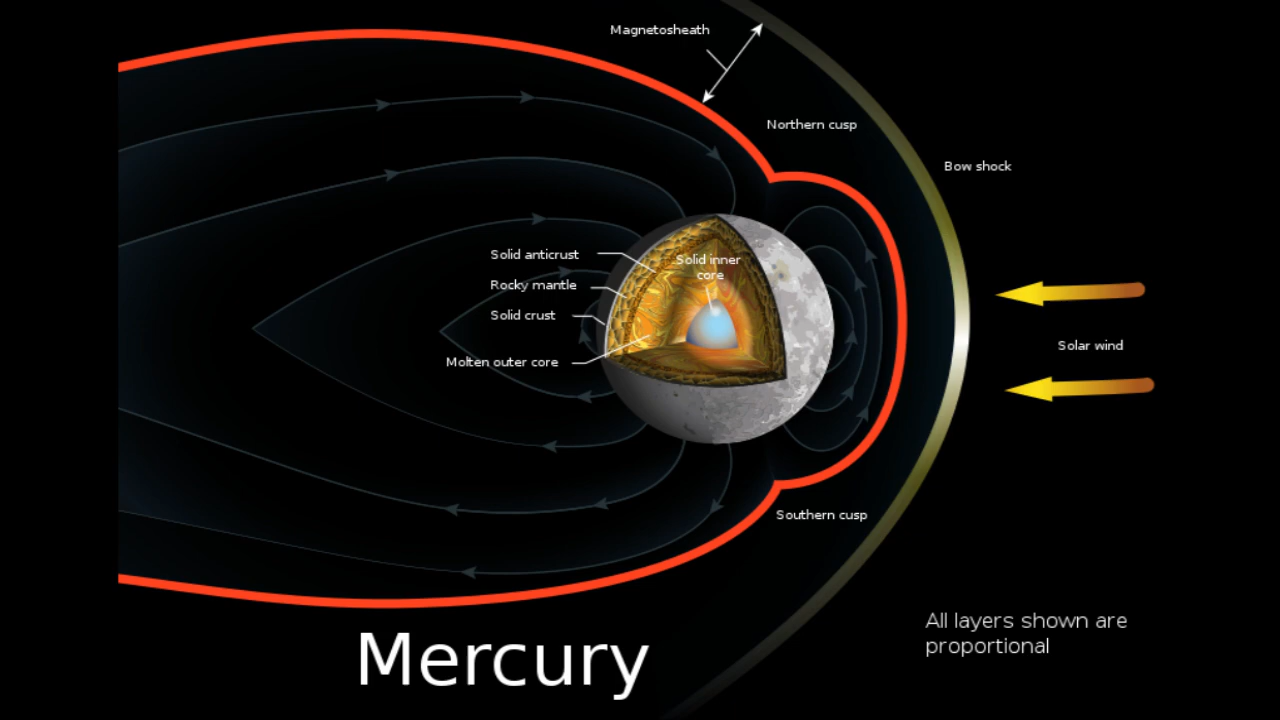 Magnetosheath
Northern cusp
Bow shock
Solid anticrust
Solid inner
core
Rocky mantle
Solid crust
Molten outer core
Solar wind
Southern cusp
All layers shown are
proportional
Mercury